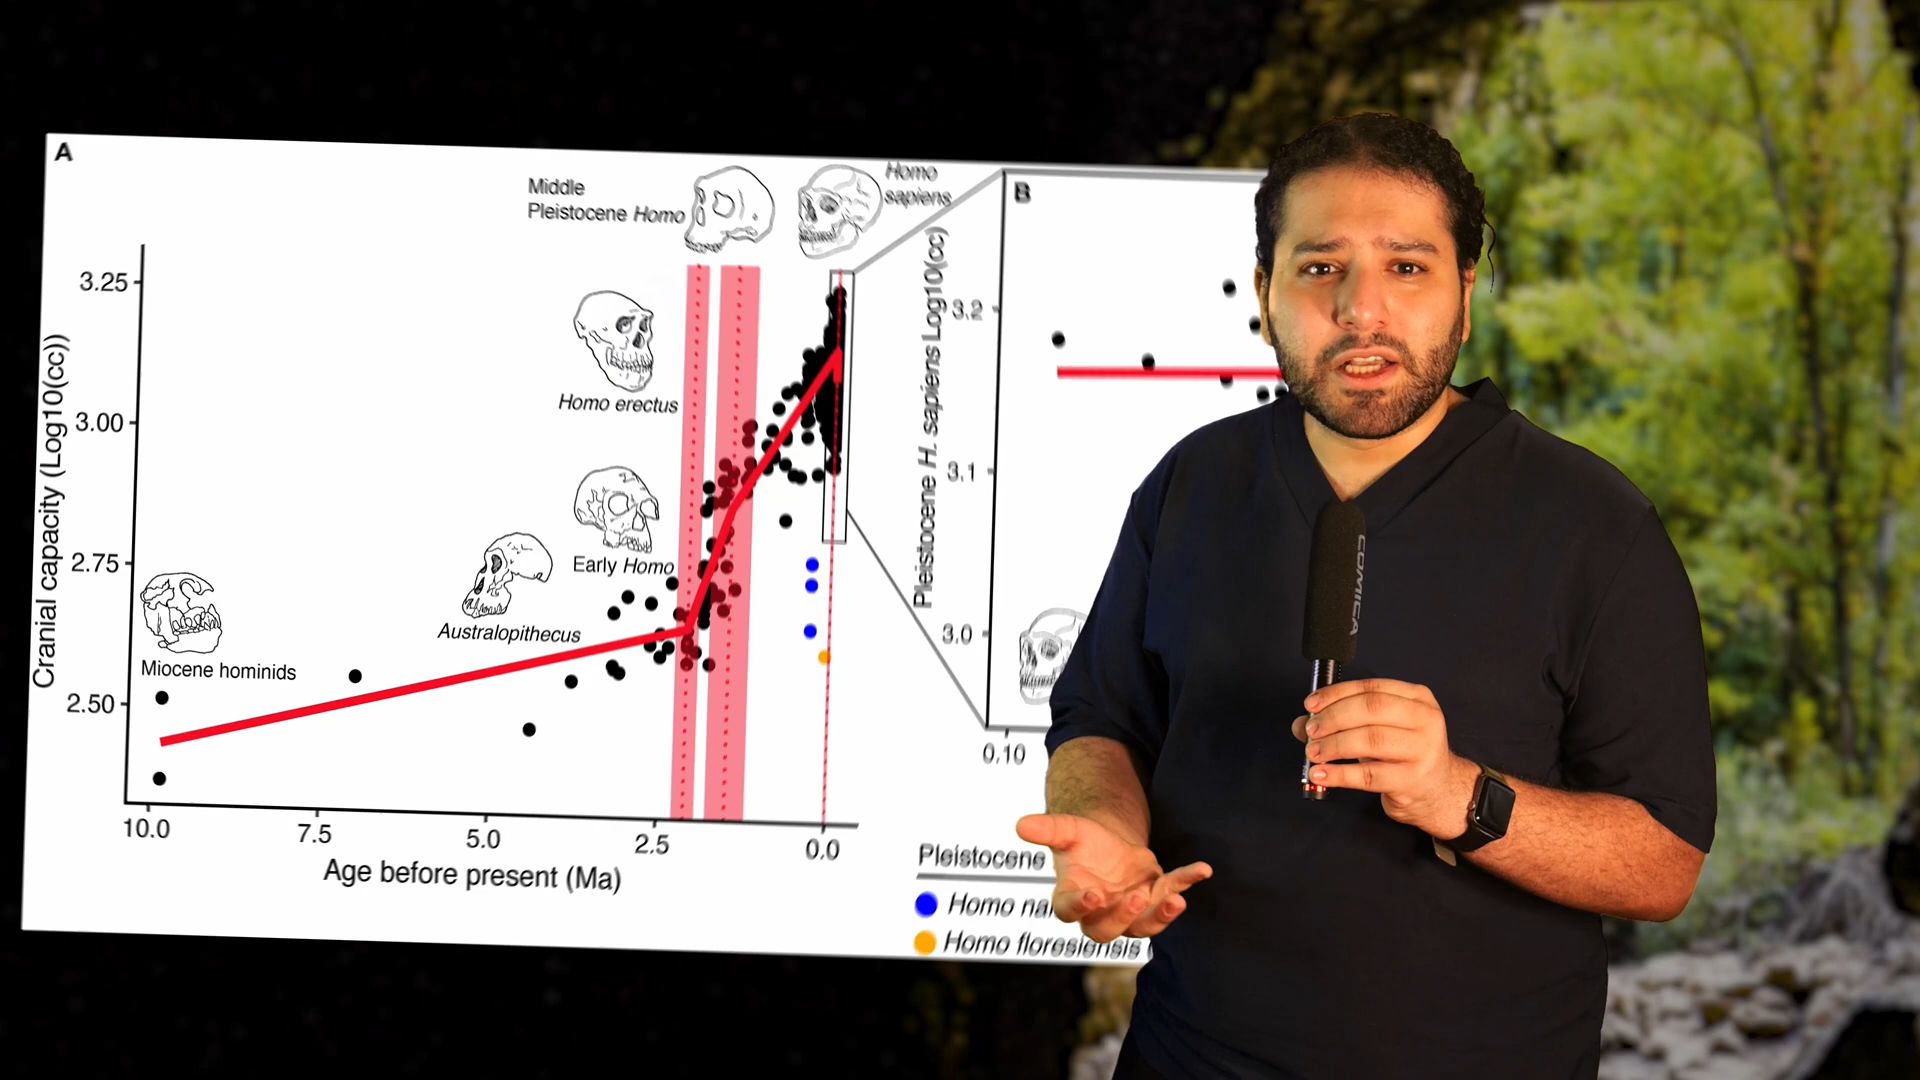 A
Middle
Pleistocene Homo
Homo
sapiens
Homo erectus
Early Homo
Australopithecus
Miocene hominids
3.25
3.00
2.75
2.50
Cranial capacity (Log10(cc))
10.0
7.5
5.0
2.5
0.0
Age before present (Ma)
B
Pleistocene H. sapiens Log10(cc)
3.2
3.1
3.0
0.10
Pleistocene
Homo
Homo floresiensis
COMICA